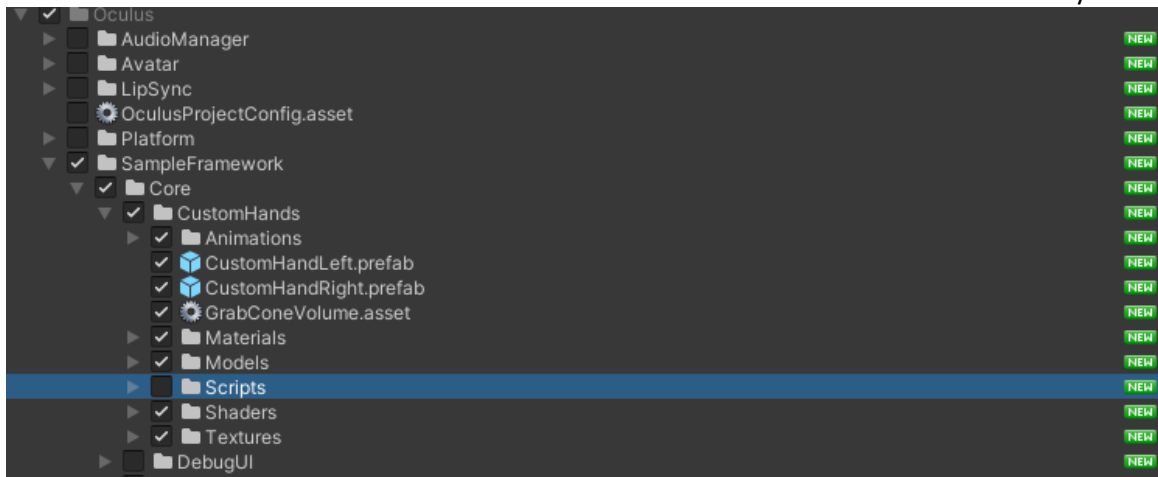 Oculus
AudioManager NEW
Avatar NEW
LipSync NEW
OculusProjectConfig.asset NEW
Platform NEW
SampleFramework NEW
Core NEW
CustomHands NEW
Animations NEW
CustomHandLeft.prefab NEW
CustomHandRight.prefab NEW
GrabConeVolume.asset NEW
Materials NEW
Models NEW
Scripts NEW
Shaders NEW
Textures NEW
DebugUI NEW